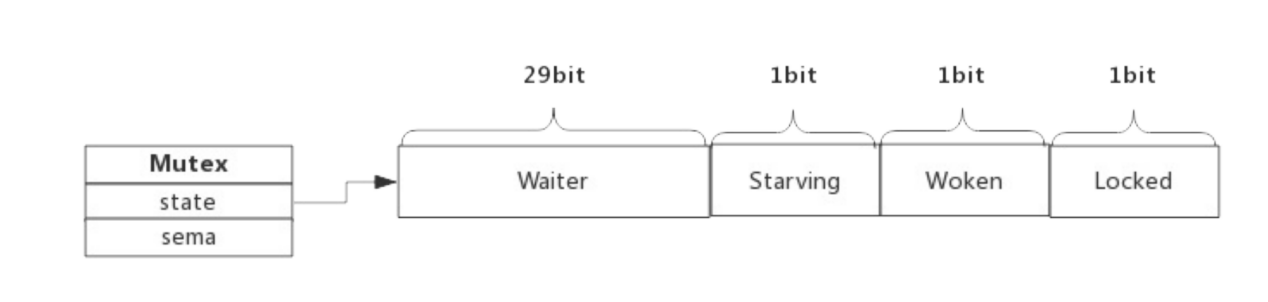 29bit 1bit 1bit 1bit
Mutex
state
sema
Waiter Starving Woken Locked